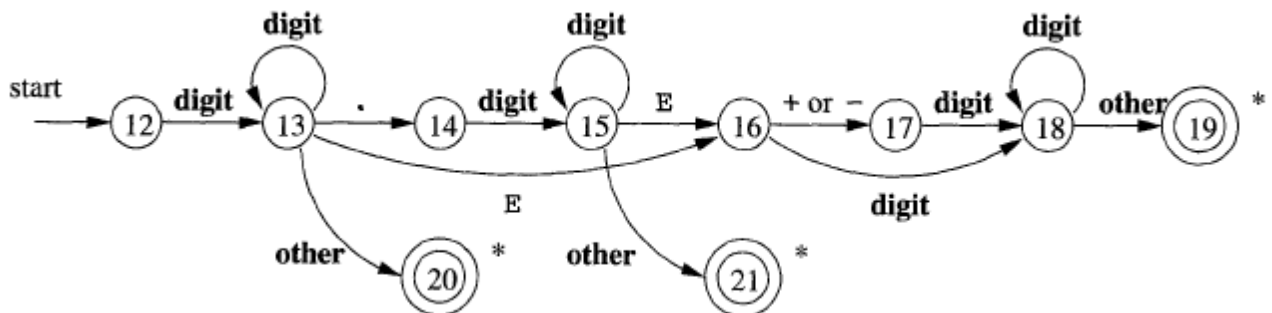 digit digit digit
start digit . digit E + or - digit other *
12 13 14 15 16 17 18 19
E digit
other * other *
20 21